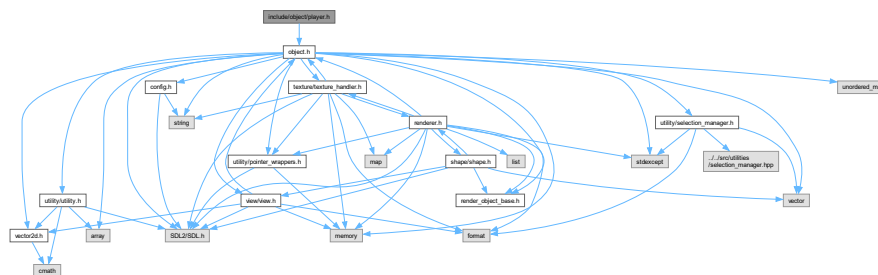 include/object/player.h
object.h
config.h
texture/texture_handler.h
unordered_m
string
renderer.h
utility/selection_manager.h
utility/pointer_wrappers.h
map
shape/shape.h
list
stdexcept
../../src/utilities
/selection_manager.hpp
utility/utility.h
view/view.h
render_object_base.h
vector
vector2d.h
array
SDL2/SDL.h
memory
format
cmath